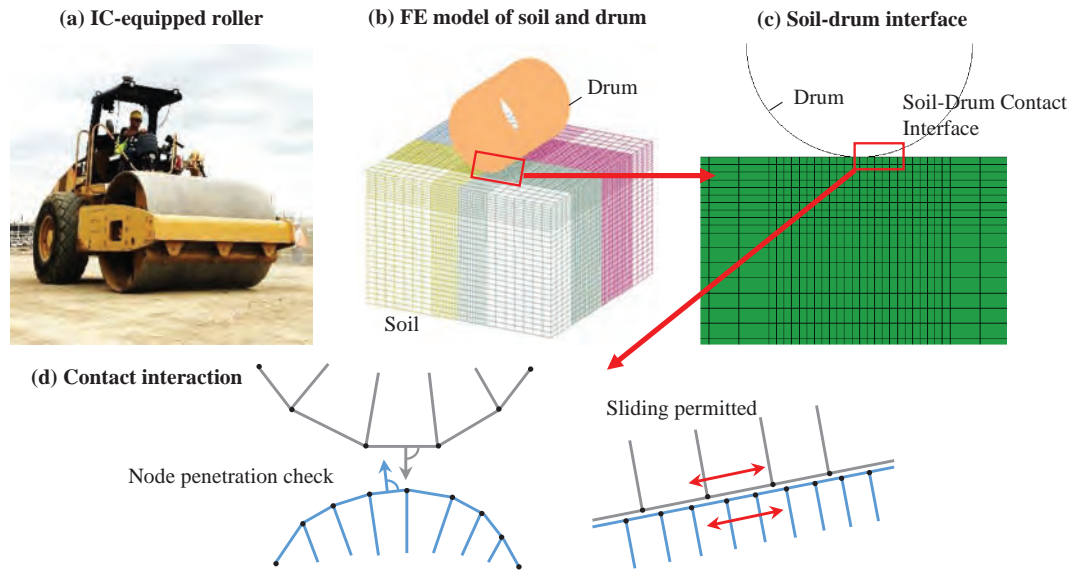 (a) IC-equipped roller
(b) FE model of soil and drum
(c) Soil-drum interface
Drum
Soil
Drum
Soil-Drum Contact
Interface
(d) Contact interaction
Node penetration check
Sliding permitted